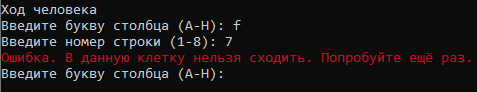 Ход человека
Введите букву столбца (A-H): f
Введите номер строки (1-8): 7
Ошибка. В данную клетку нельзя сходить. Попробуйте ещё раз.
Введите букву столбца (A-H):